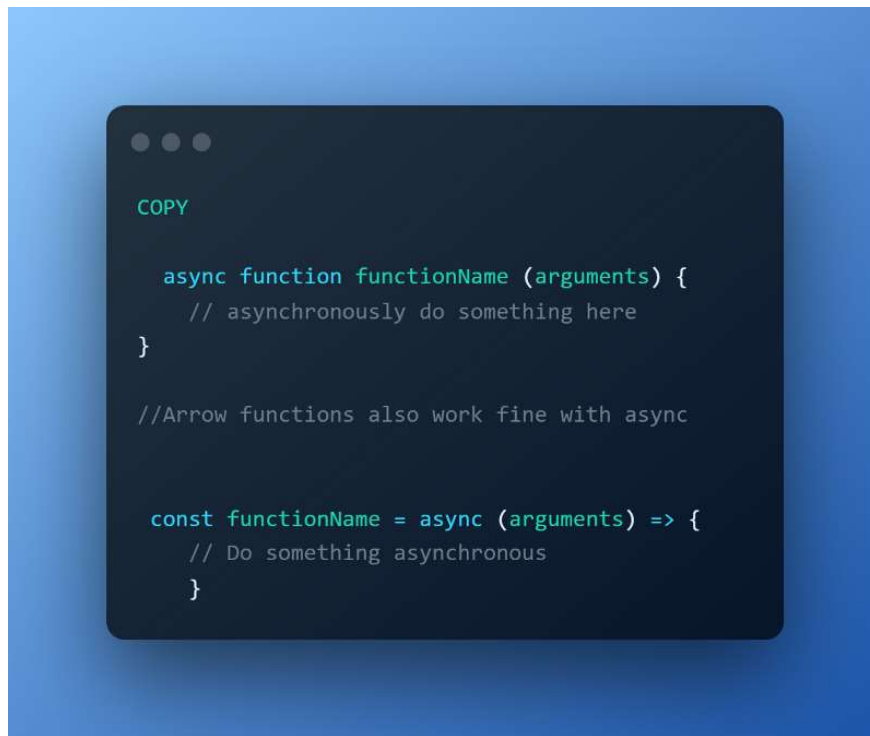 COPY
async function functionName (arguments) {
// asynchronously do something here
}
//Arrow functions also work fine with async
const functionName = async (arguments) => {
// Do something asynchronous
}